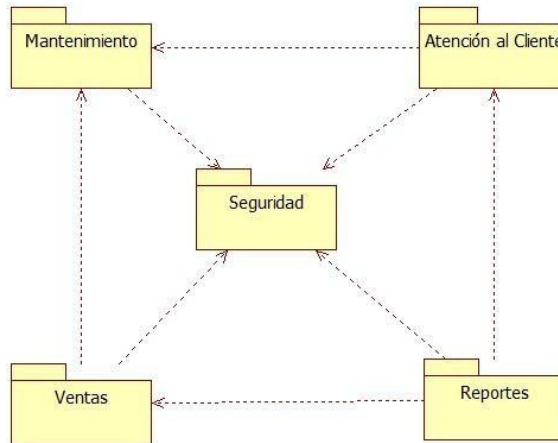 Mantenimiento
Atención al Cliente
Seguridad
Ventas
Reportes